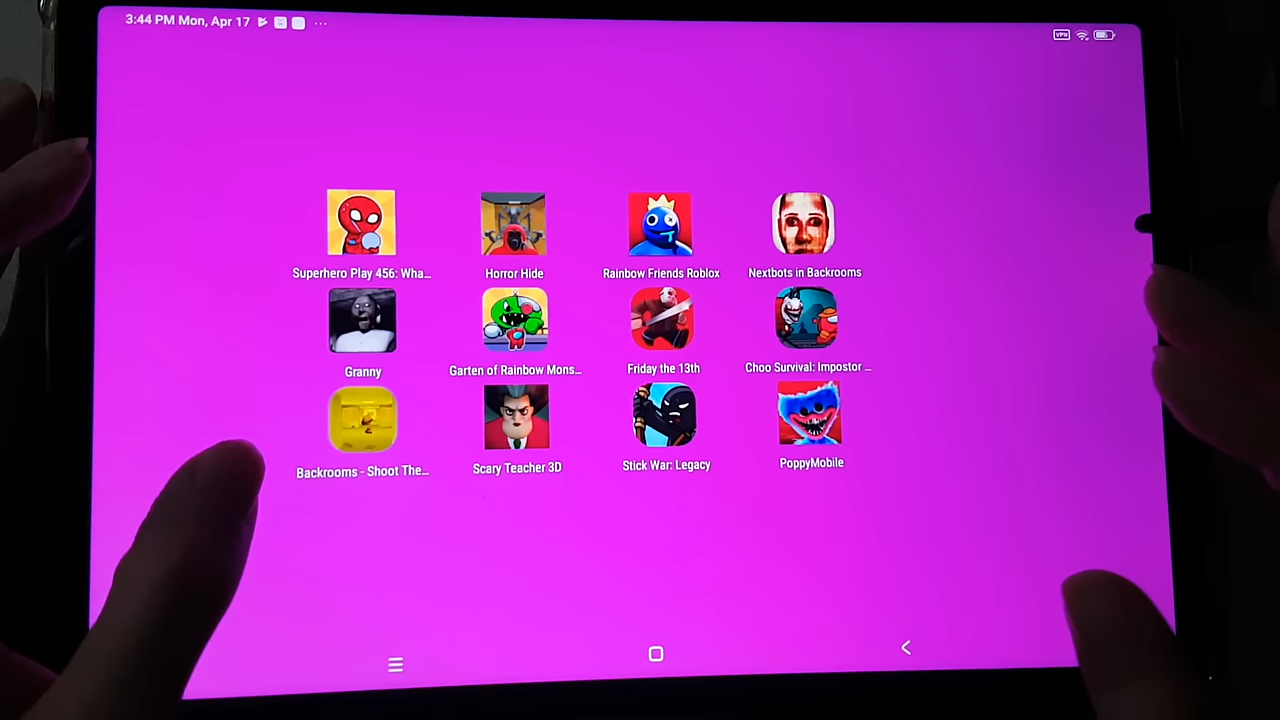 3:44 PM Mon, Apr 17
VPN
Superhero Play 456: Wha...
Horror Hide
Rainbow Friends Roblox
Nextbots in Backrooms
Granny
Garten of Rainbow Mons...
Friday the 13th
Choo Survival: Impostor ...
Backrooms - Shoot The...
Scary Teacher 3D
Stick War: Legacy
PoppyMobile